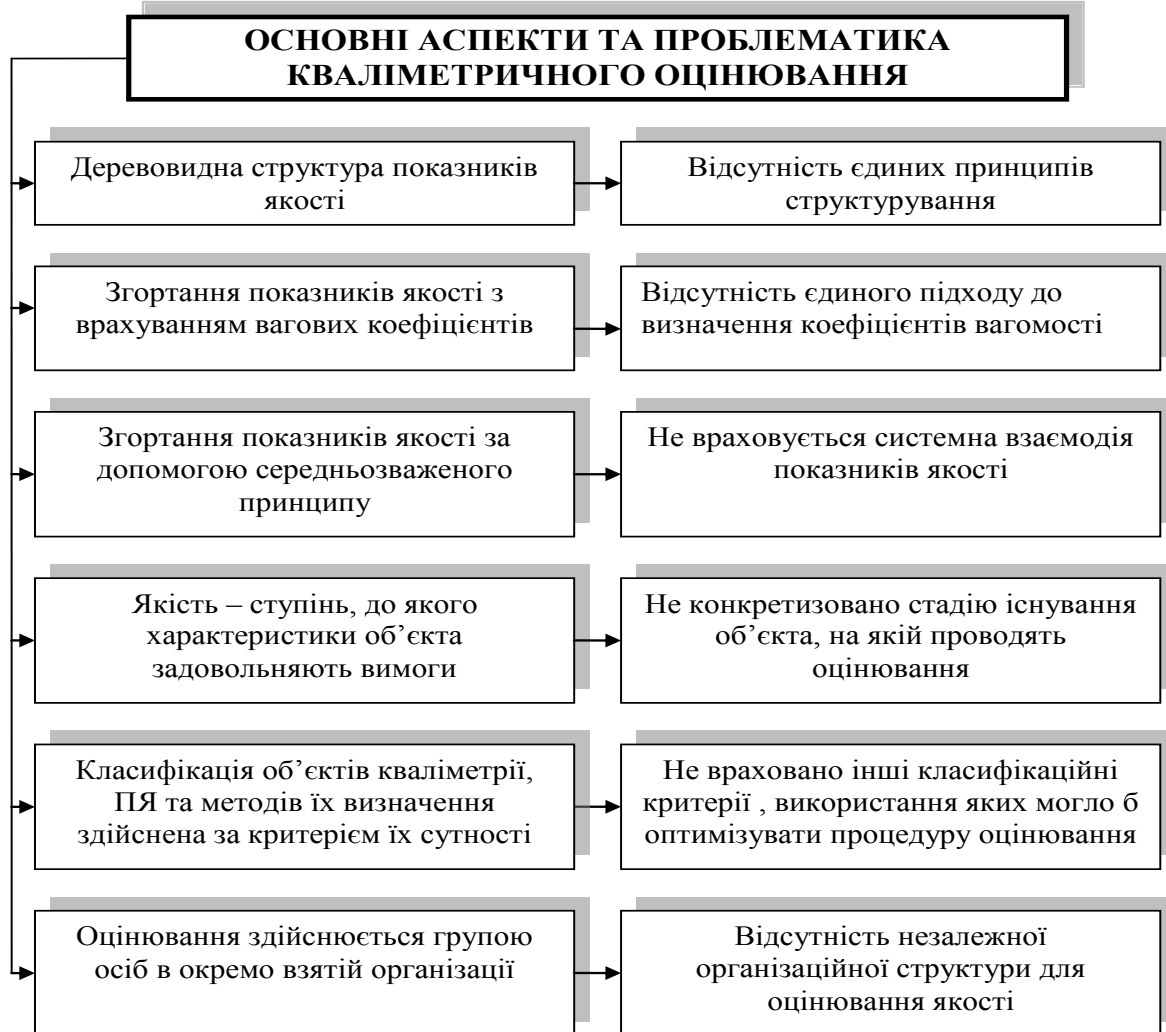 ОСНОВНІ АСПЕКТИ ТА ПРОБЛЕМАТИКА
КВАЛІМЕТРИЧНОГО ОЦІНЮВАННЯ
Деревовидна структура показників
якості
Відсутність єдиних принципів
структурування
Згортання показників якості з
врахуванням вагових коефіцієнтів
Відсутність єдиного підходу до
визначення коефіцієнтів вагомості
Згортання показників якості за
допомогою середньозваженого
принципу
Не враховується системна взаємодія
показників якості
Якість – ступінь, до якого
характеристики об’єкта
задовольняють вимоги
Не конкретизовано стадію існування
об’єкта, на якій проводять
оцінювання
Класифікація об’єктів кваліметрії,
ПЯ та методів їх визначення
здійснена за критерієм їх сутності
Не враховано інші класифікаційні
критерії , використання яких могло б
оптимізувати процедуру оцінювання
Оцінювання здійснюється групою
осіб в окремо взятій організації
Відсутність незалежної
організаційної структури для
оцінювання якості